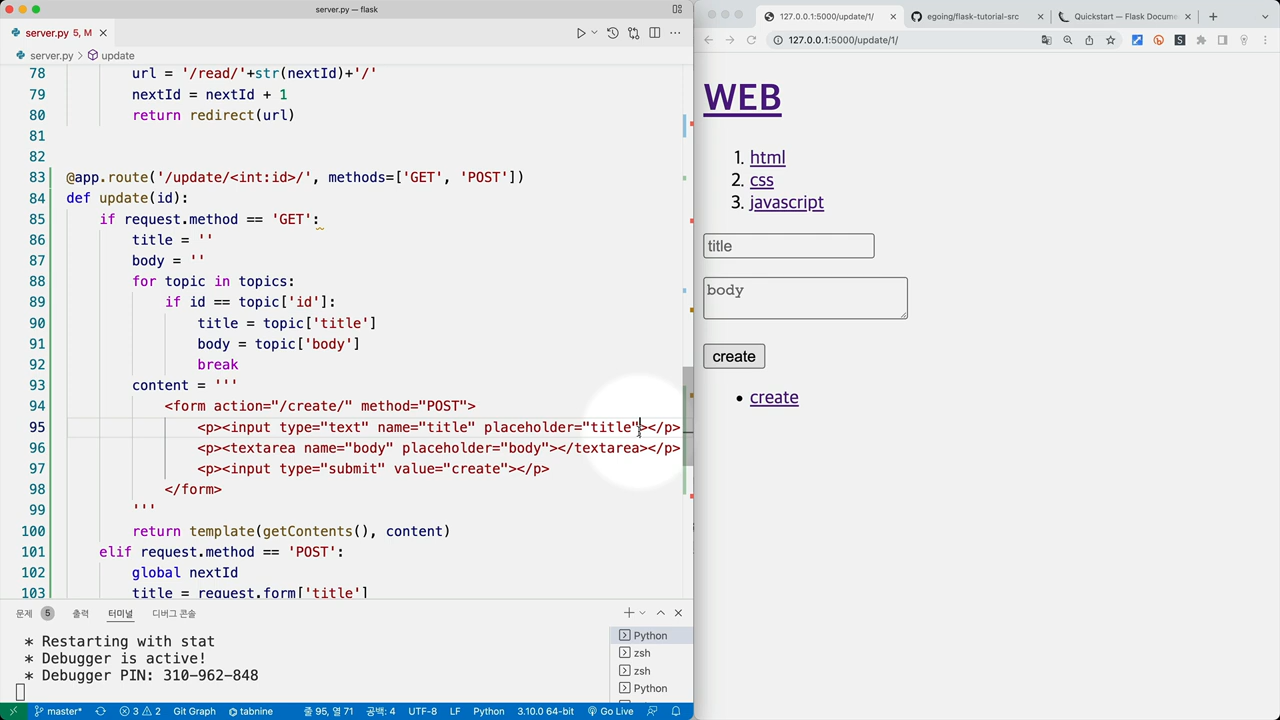 server.py — flask
server.py 5, M
server.py
update
78 url = '/read/'+str(nextId)+'/'
79 nextId = nextId + 1
80 return redirect(url)
81
82
83 @app.route('/update/<int:id>/', methods=['GET', 'POST'])
84 def update(id):
85 if request.method == 'GET':
86 title = ''
87 body = ''
88 for topic in topics:
89 if id == topic['id']:
90 title = topic['title']
91 body = topic['body']
92 break
93 content = '''
94 <form action="/create/" method="POST">
95 <p><input type="text" name="title" placeholder="title"></p>
96 <p><textarea name="body" placeholder="body"></textarea></p>
97 <p><input type="submit" value="create"></p>
98 </form>
99 '''
100 return template(getContents(), content)
101 elif request.method == 'POST':
102 global nextId
103 title = request.form['title']
문제 5 출력 터미널 디버그 콘솔
* Restarting with stat
* Debugger is active!
* Debugger PIN: 310-962-848
Python
zsh
zsh
Python
master* 3 2 Git Graph tabnine 줄 95, 열 71 공백: 4 UTF-8 LF Python 3.10.0 64-bit Go Live
127.0.0.1:5000/update/1/
egoing/flask-tutorial-src
Quickstart — Flask Docume
127.0.0.1:5000/update/1/
WEB
1. html
2. css
3. javascript
title
body
create
• create